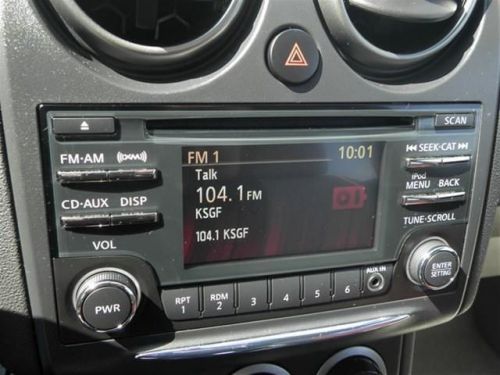 SCAN
FM·AM
((XM))
FM 1 10:01
SEEK·CAT
Talk
104.1 FM
KSGF
104.1 KSGF
iPod
MENU BACK
CD·AUX DISP
TUNE·SCROLL
VOL
PWR
RPT 1
RDM 2
3
4
5
6
AUX IN
ENTER
SETTING